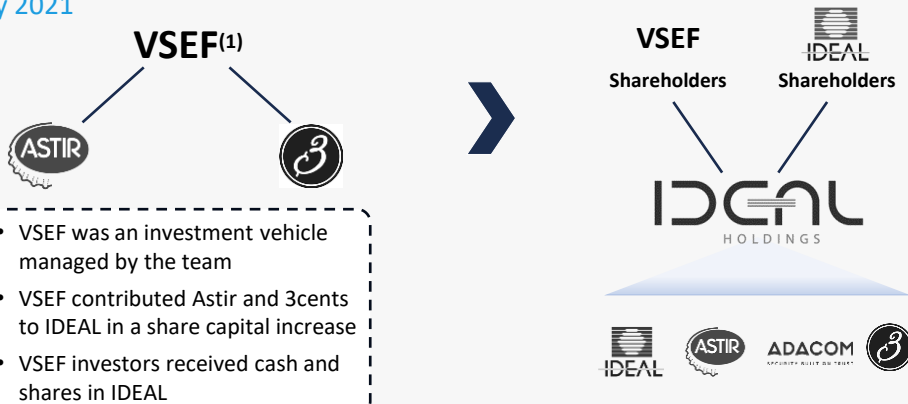 y 2021
VSEF(1)
ASTIR
3
• VSEF was an investment vehicle
managed by the team
• VSEF contributed Astir and 3cents
to IDEAL in a share capital increase
• VSEF investors received cash and
shares in IDEAL
VSEF
Shareholders
IDEAL
Shareholders
IDEAL
HOLDINGS
IDEAL
ASTIR
ADACOM
SECURITY BUILT ON TRUST
3